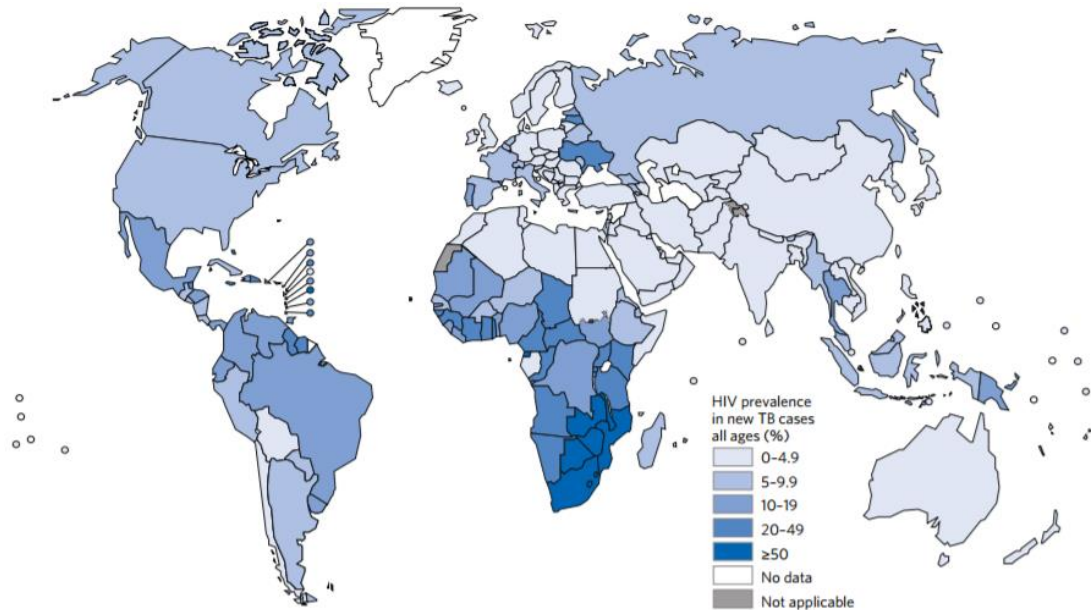 HIV prevalence
in new TB cases
all ages (%)
0–4.9
5–9.9
10–19
20–49
≥50
No data
Not applicable